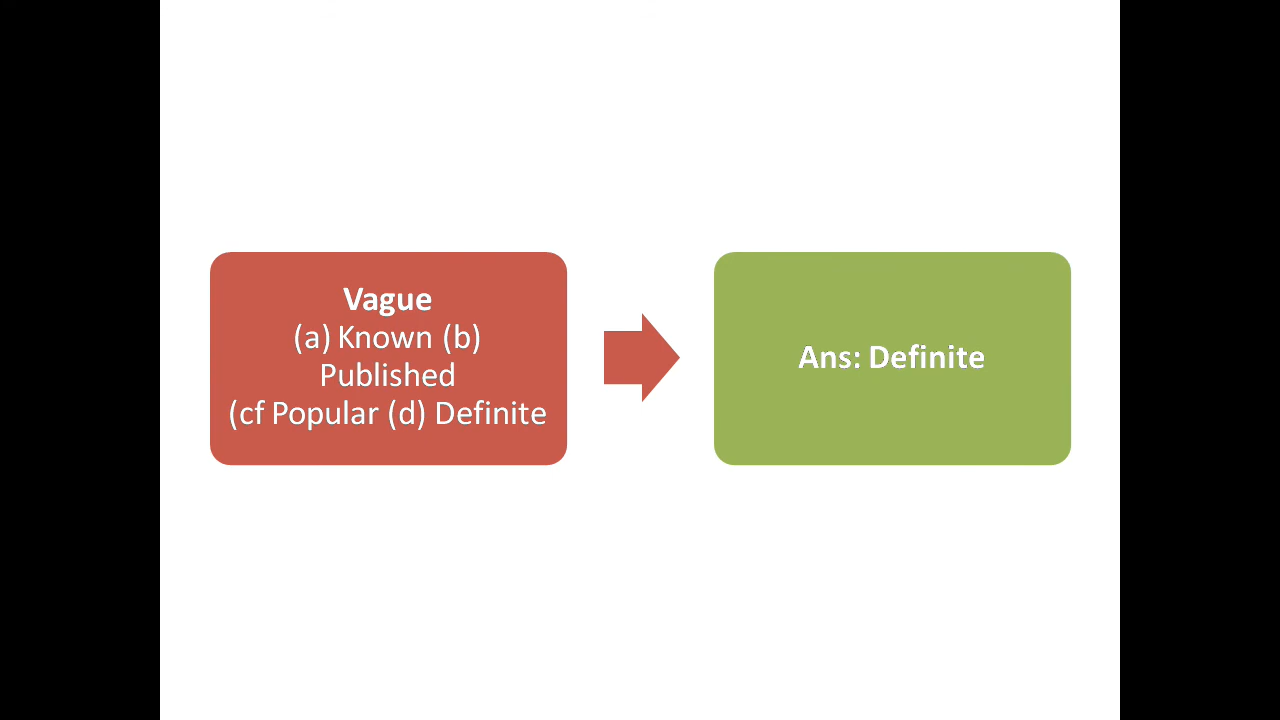 Vague
(a) Known (b)
Published
(cf Popular (d) Definite
Ans: Definite